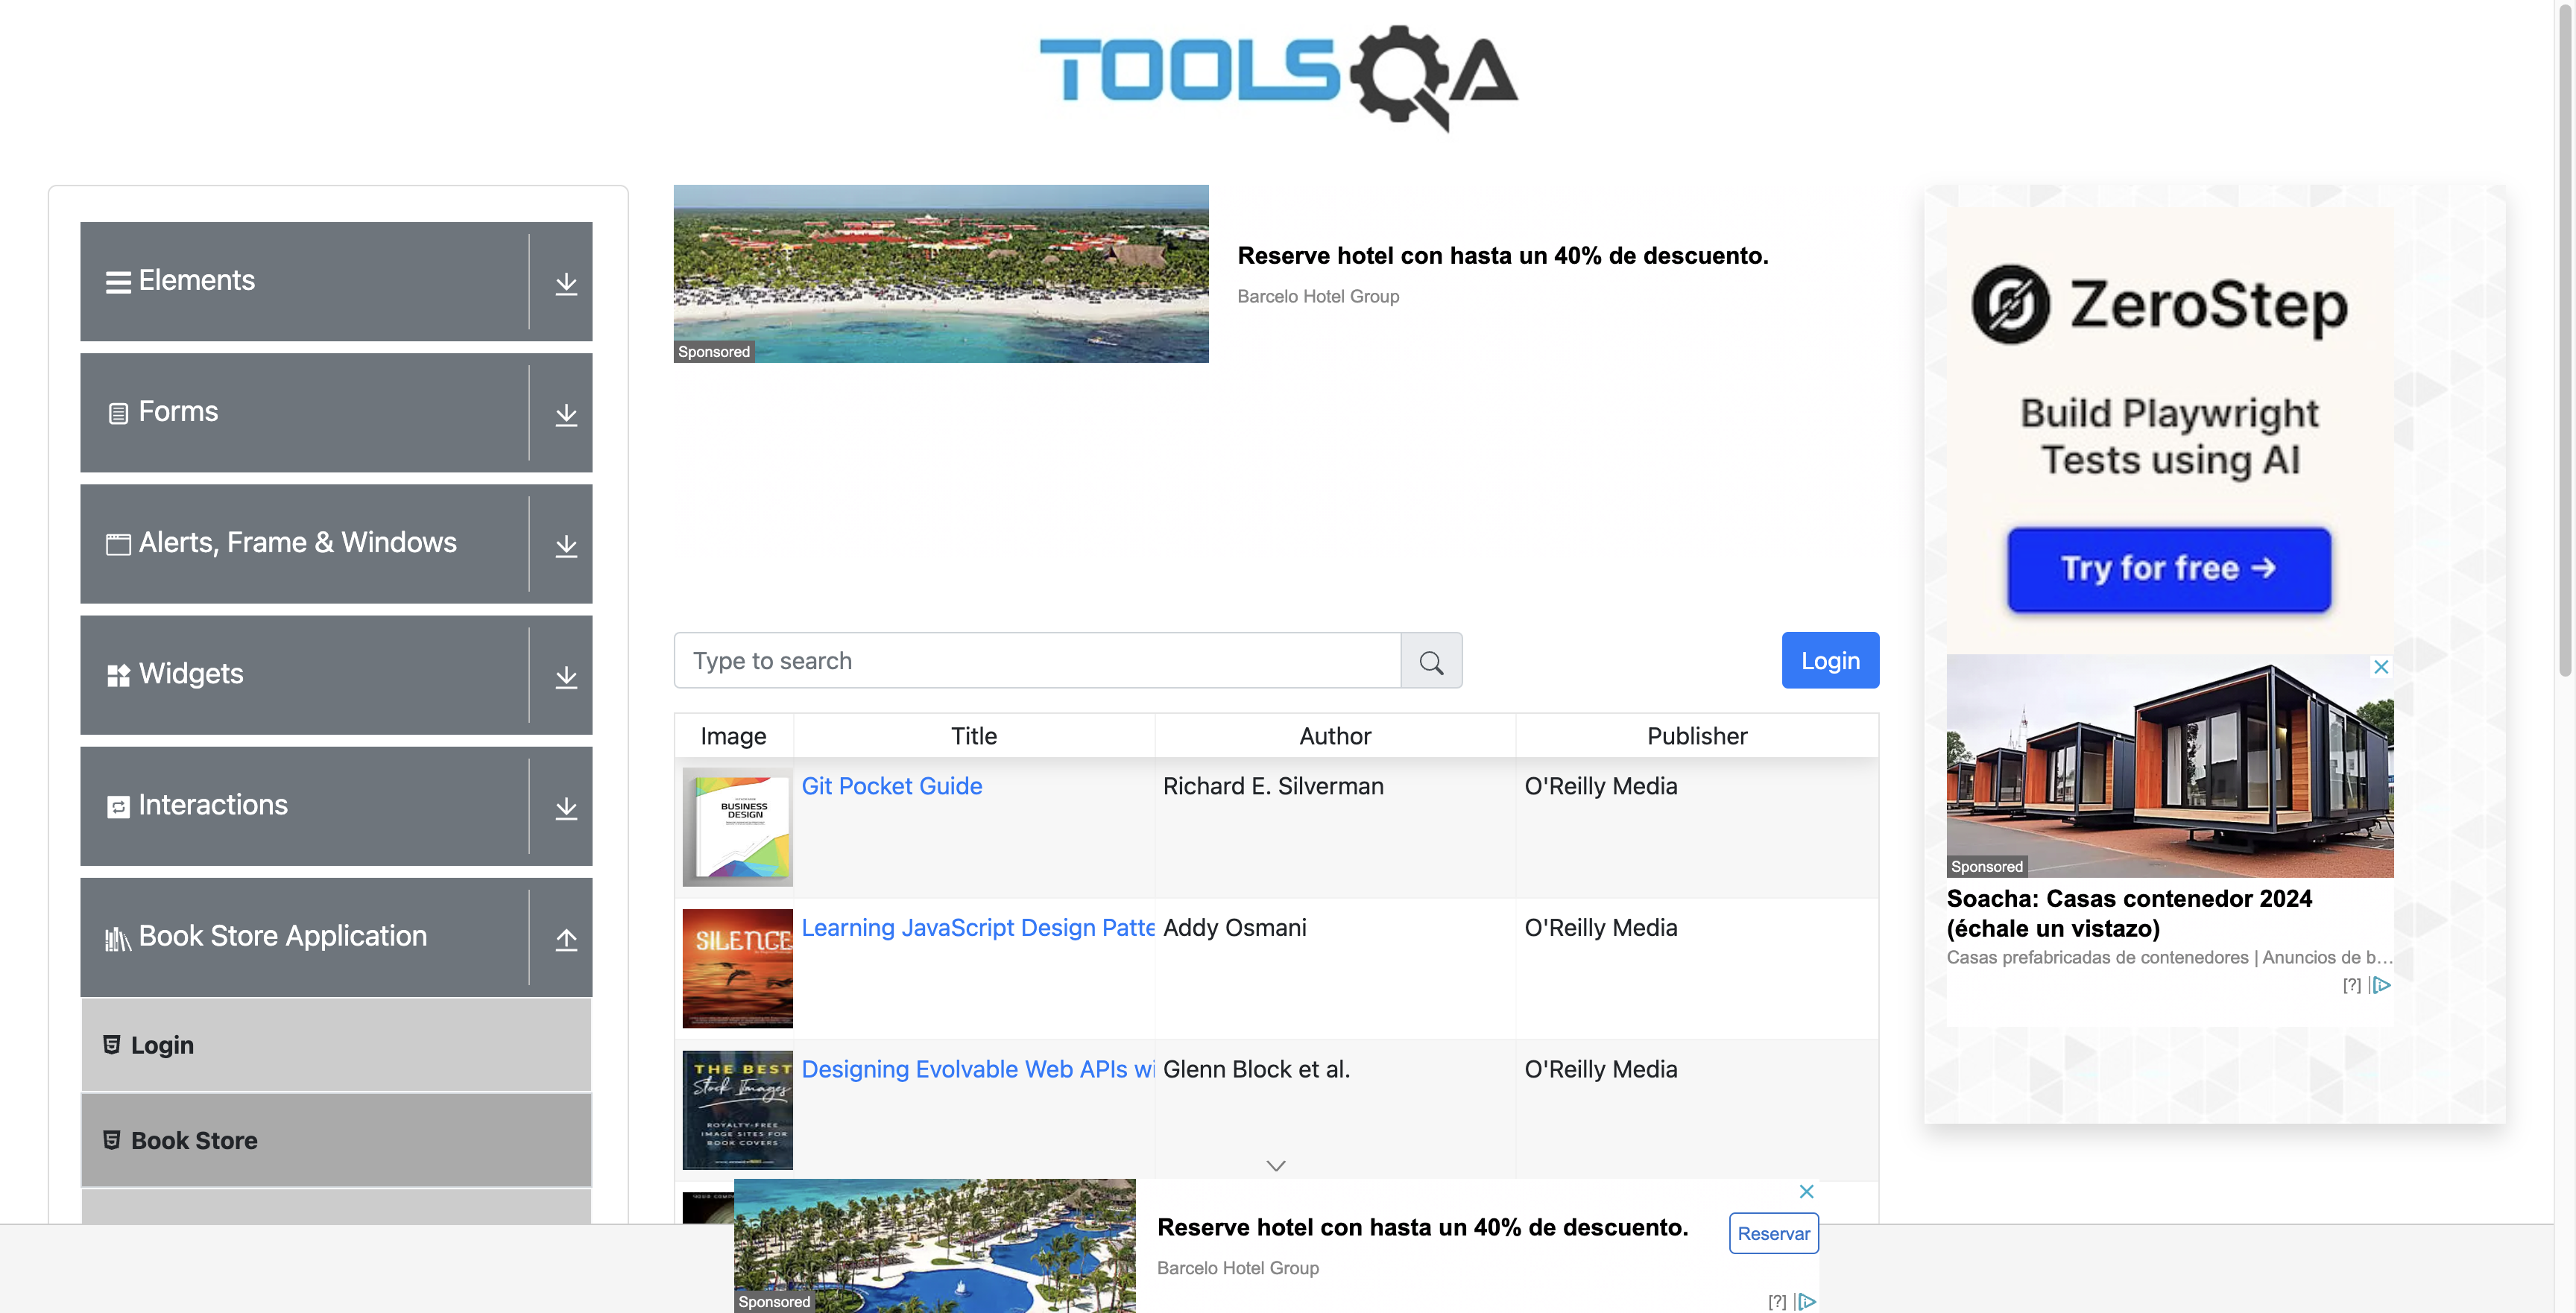 TOOLSQA
Elements
Forms
Alerts, Frame & Windows
Widgets
Interactions
Book Store Application
Login
Book Store
Reserve hotel con hasta un 40% de descuento.
Barcelo Hotel Group
Sponsored
Type to search
Login
Image Title Author Publisher
BUSINESS
DESIGN
Git Pocket Guide Richard E. Silverman O'Reilly Media
SILENCE
Learning JavaScript Design Patte Addy Osmani O'Reilly Media
THE BEST
Stock Images
ROYALTY-FREE
IMAGE SITES FOR
BOOK COVERS
Designing Evolvable Web APIs wi Glenn Block et al. O'Reilly Media
Reserve hotel con hasta un 40% de descuento.
Barcelo Hotel Group
Reservar
Sponsored
[?]
ZeroStep
Build Playwright
Tests using AI
Try for free →
Sponsored
Soacha: Casas contenedor 2024
(échale un vistazo)
Casas prefabricadas de contenedores | Anuncios de b...
[?]